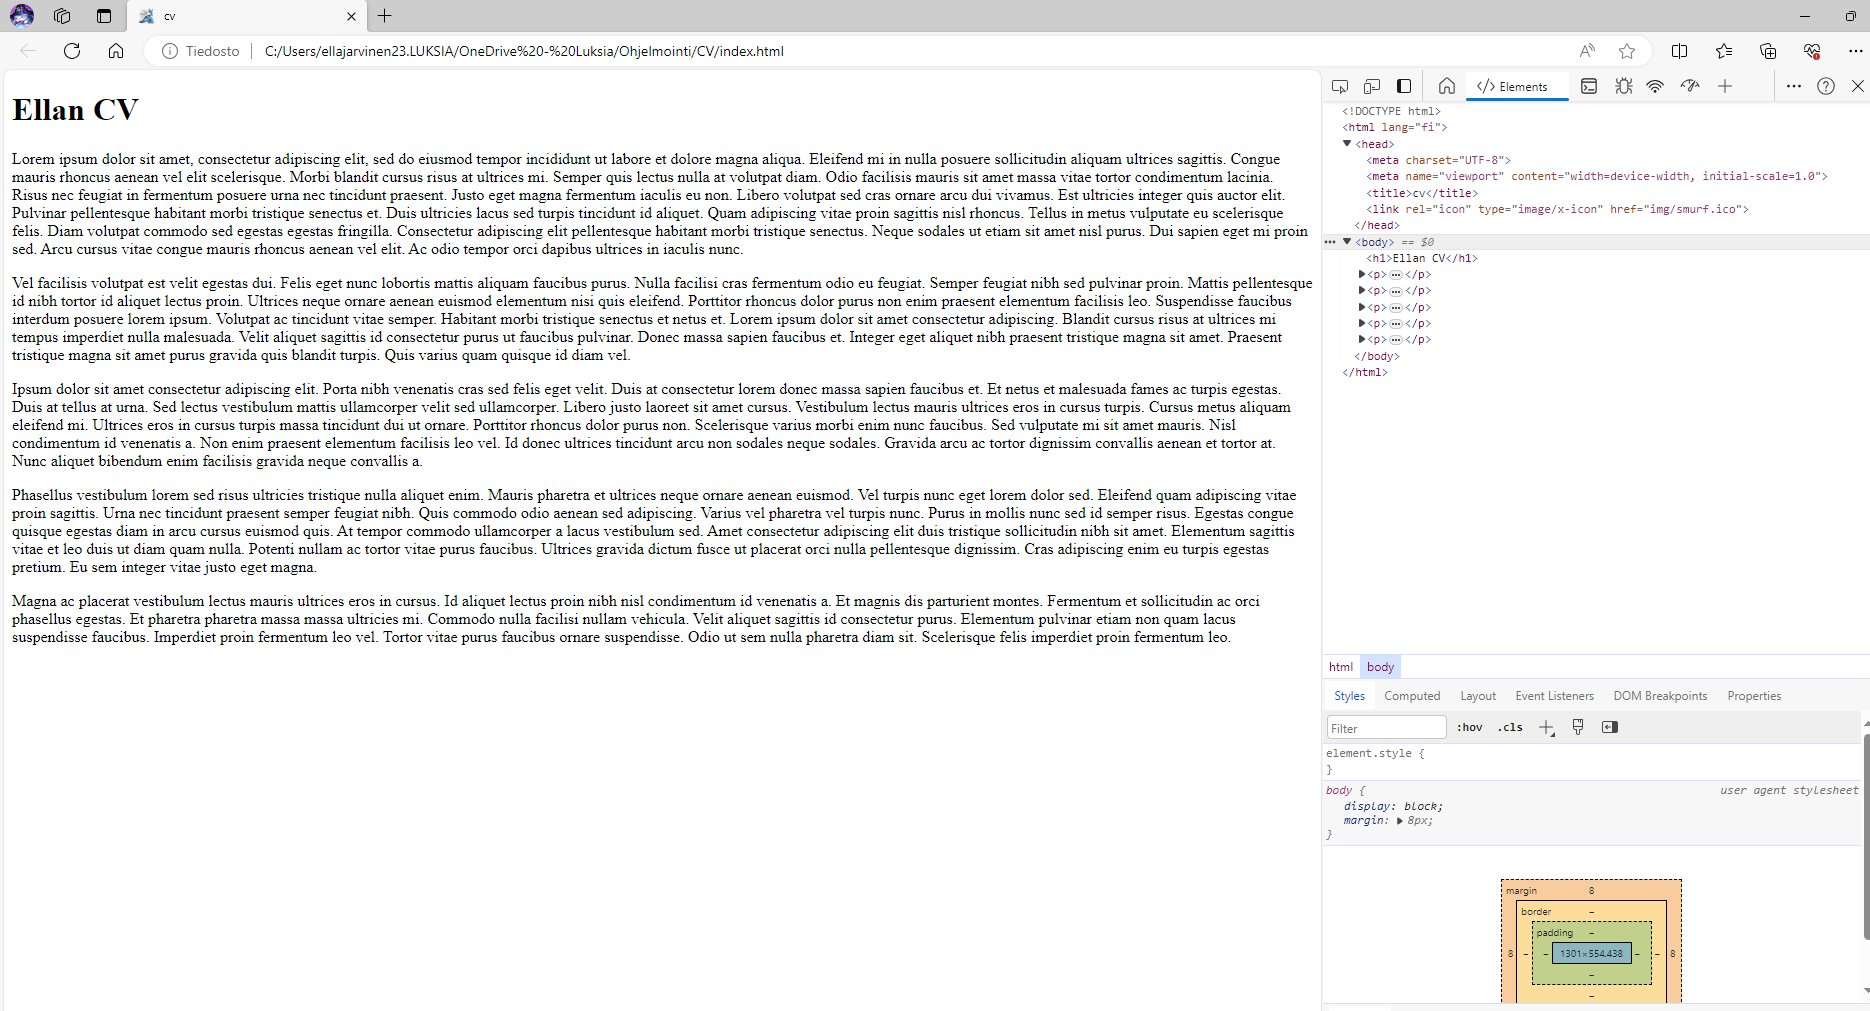 cv
Tiedosto
C:/Users/ellajarvinen23.LUKSIA/OneDrive%20-%20Luksia/Ohjelmointi/CV/index.html
Ellan CV
Lorem ipsum dolor sit amet, consectetur adipiscing elit, sed do eiusmod tempor incididunt ut labore et dolore magna aliqua. Eleifend mi in nulla posuere sollicitudin aliquam ultrices sagittis. Congue
mauris rhoncus aenean vel elit scelerisque. Morbi blandit cursus risus at ultrices mi. Semper quis lectus nulla at volutpat diam. Odio facilisis mauris sit amet massa vitae tortor condimentum lacinia.
Risus nec feugiat in fermentum posuere urna nec tincidunt praesent. Justo eget magna fermentum iaculis eu non. Libero volutpat sed cras ornare arcu dui vivamus. Est ultricies integer quis auctor elit.
Pulvinar pellentesque habitant morbi tristique senectus et. Duis ultricies lacus sed turpis tincidunt id aliquet. Quam adipiscing vitae proin sagittis nisl rhoncus. Tellus in metus vulputate eu scelerisque
felis. Diam volutpat commodo sed egestas egestas fringilla. Consectetur adipiscing elit pellentesque habitant morbi tristique senectus. Neque sodales ut etiam sit amet nisl purus. Dui sapien eget mi proin
sed. Arcu cursus vitae congue mauris rhoncus aenean vel elit. Ac odio tempor orci dapibus ultrices in iaculis nunc.
Vel facilisis volutpat est velit egestas dui. Felis eget nunc lobortis mattis aliquam faucibus purus. Nulla facilisi cras fermentum odio eu feugiat. Semper feugiat nibh sed pulvinar proin. Mattis pellentesque
id nibh tortor id aliquet lectus proin. Ultrices neque ornare aenean euismod elementum nisi quis eleifend. Porttitor rhoncus dolor purus non enim praesent elementum facilisis leo. Suspendisse faucibus
interdum posuere lorem ipsum. Volutpat ac tincidunt vitae semper. Habitant morbi tristique senectus et netus et. Lorem ipsum dolor sit amet consectetur adipiscing. Blandit cursus risus at ultrices mi
tempus imperdiet nulla malesuada. Velit aliquet sagittis id consectetur purus ut faucibus pulvinar. Donec massa sapien faucibus et. Integer eget aliquet nibh praesent tristique magna sit amet. Praesent
tristique magna sit amet purus gravida quis blandit turpis. Quis varius quam quisque id diam vel.
Ipsum dolor sit amet consectetur adipiscing elit. Porta nibh venenatis cras sed felis eget velit. Duis at consectetur lorem donec massa sapien faucibus et. Et netus et malesuada fames ac turpis egestas.
Duis at tellus at urna. Sed lectus vestibulum mattis ullamcorper velit sed ullamcorper. Libero justo laoreet sit amet cursus. Vestibulum lectus mauris ultrices eros in cursus turpis. Cursus metus aliquam
eleifend mi. Ultrices eros in cursus turpis massa tincidunt dui ut ornare. Porttitor rhoncus dolor purus non. Scelerisque varius morbi enim nunc faucibus. Sed vulputate mi sit amet mauris. Nisl
condimentum id venenatis a. Non enim praesent elementum facilisis leo vel. Id donec ultrices tincidunt arcu non sodales neque sodales. Gravida arcu ac tortor dignissim convallis aenean et tortor at.
Nunc aliquet bibendum enim facilisis gravida neque convallis a.
Phasellus vestibulum lorem sed risus ultricies tristique nulla aliquet enim. Mauris pharetra et ultrices neque ornare aenean euismod. Vel turpis nunc eget lorem dolor sed. Eleifend quam adipiscing vitae
proin sagittis. Urna nec tincidunt praesent semper feugiat nibh. Quis commodo odio aenean sed adipiscing. Varius vel pharetra vel turpis nunc. Purus in mollis nunc sed id semper risus. Egestas congue
quisque egestas diam in arcu cursus euismod quis. At tempor commodo ullamcorper a lacus vestibulum sed. Amet consectetur adipiscing elit duis tristique sollicitudin nibh sit amet. Elementum sagittis
vitae et leo duis ut diam quam nulla. Potenti nullam ac tortor vitae purus faucibus. Ultrices gravida dictum fusce ut placerat orci nulla pellentesque dignissim. Cras adipiscing enim eu turpis egestas
pretium. Eu sem integer vitae justo eget magna.
Magna ac placerat vestibulum lectus mauris ultrices eros in cursus. Id aliquet lectus proin nibh nisl condimentum id venenatis a. Et magnis dis parturient montes. Fermentum et sollicitudin ac orci
phasellus egestas. Et pharetra pharetra massa massa ultricies mi. Commodo nulla facilisi nullam vehicula. Velit aliquet sagittis id consectetur purus. Elementum pulvinar etiam non quam lacus
suspendisse faucibus. Imperdiet proin fermentum leo vel. Tortor vitae purus faucibus ornare suspendisse. Odio ut sem nulla pharetra diam sit. Scelerisque felis imperdiet proin fermentum leo.
Elements
<!DOCTYPE html>
<html lang="fi">
<head>
<meta charset="UTF-8">
<meta name="viewport" content="width=device-width, initial-scale=1.0">
<title>cv</title>
<link rel="icon" type="image/x-icon" href="img/smurf.ico">
</head>
<body> == $0
<h1>Ellan CV</h1>
<p>…</p>
<p>…</p>
<p>…</p>
<p>…</p>
<p>…</p>
</body>
</html>
html body
Styles Computed Layout Event Listeners DOM Breakpoints Properties
Filter :hov .cls
element.style {
}
body { user agent stylesheet
display: block;
margin: 8px;
}
margin 8
border -
padding -
8 - - 1301×554.438 - - 8
-
-